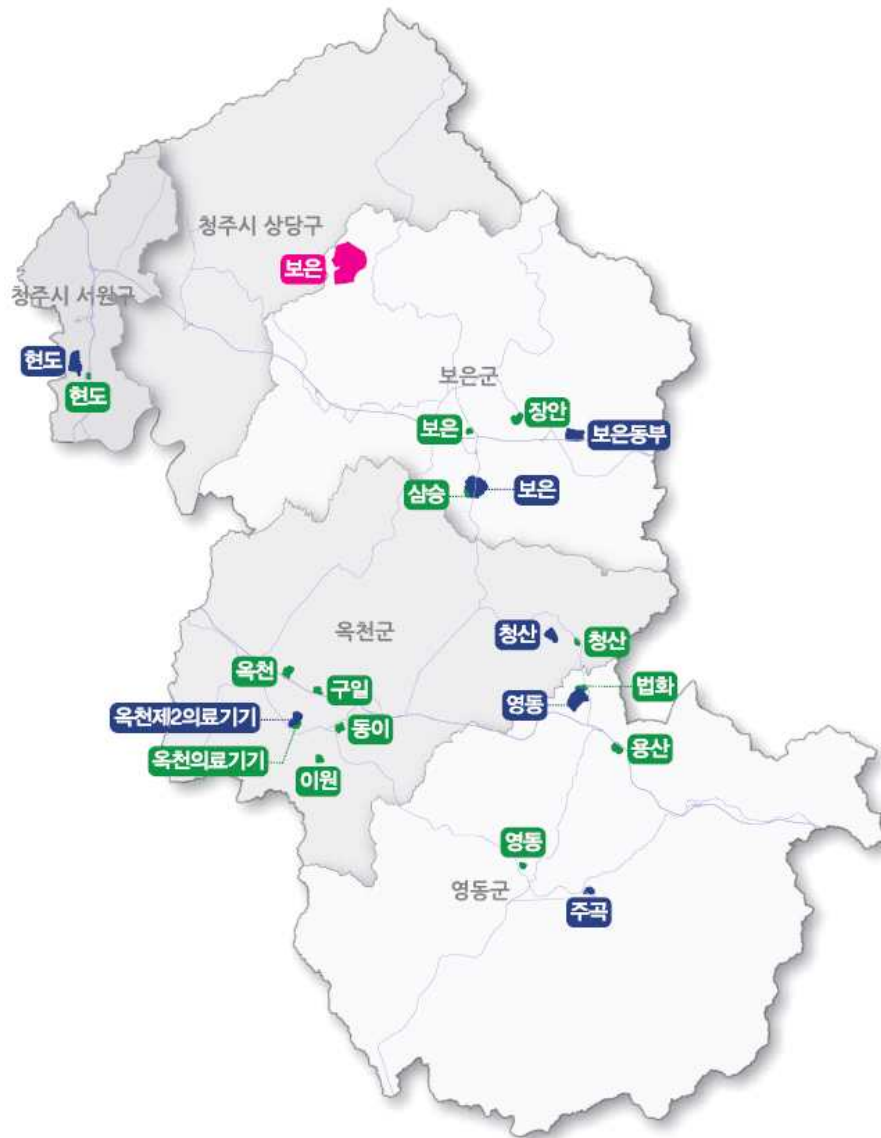 청주시 상당구
보은
청주시 서원구
현도
현도
보은군
장안
보은
보은동부
삼승
보은
청산
청산
옥천군
옥천
구일
법화
영동
옥천제2의료기기
동이
용산
옥천의료기기
이원
영동
영동군
주곡